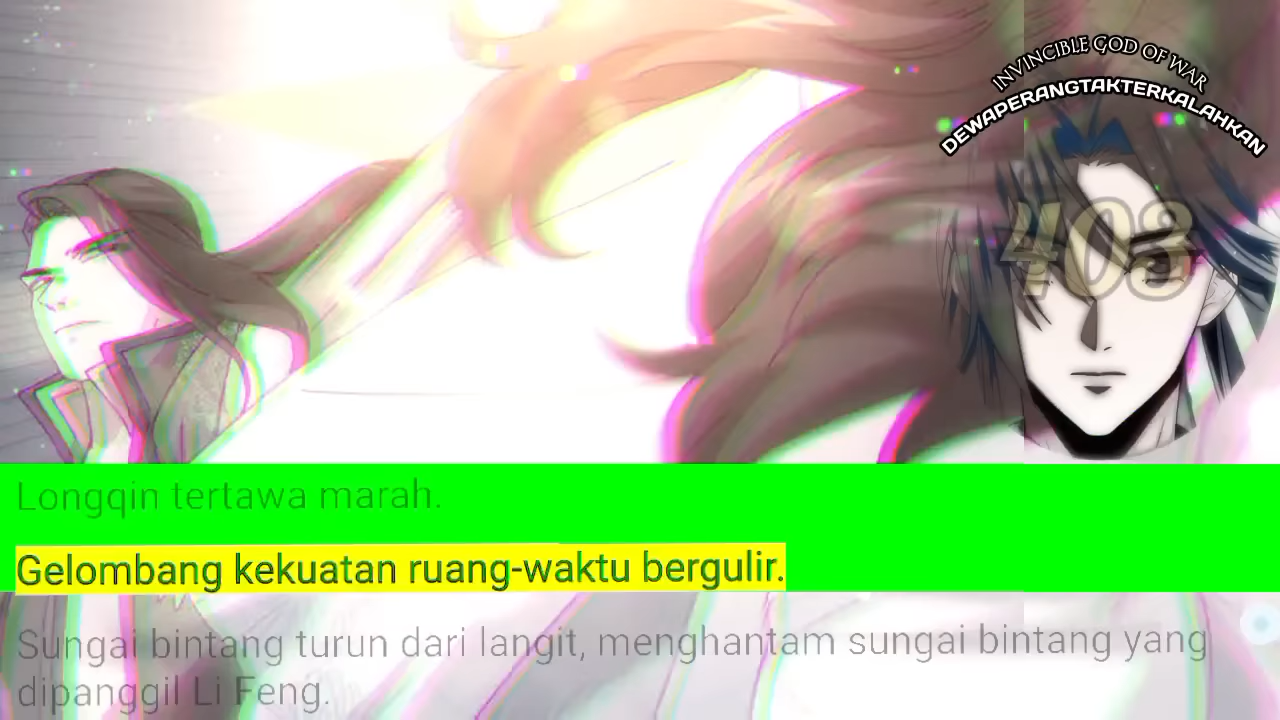 INVINCIBLE GOD OF WAR
DEWAPERANGTAKTERKALAHKAN
403
Longqin tertawa marah.
Gelombang kekuatan ruang-waktu bergulir.
Sungai bintang turun dari langit, menghantam sungai bintang yang
dipanggil Li Feng.